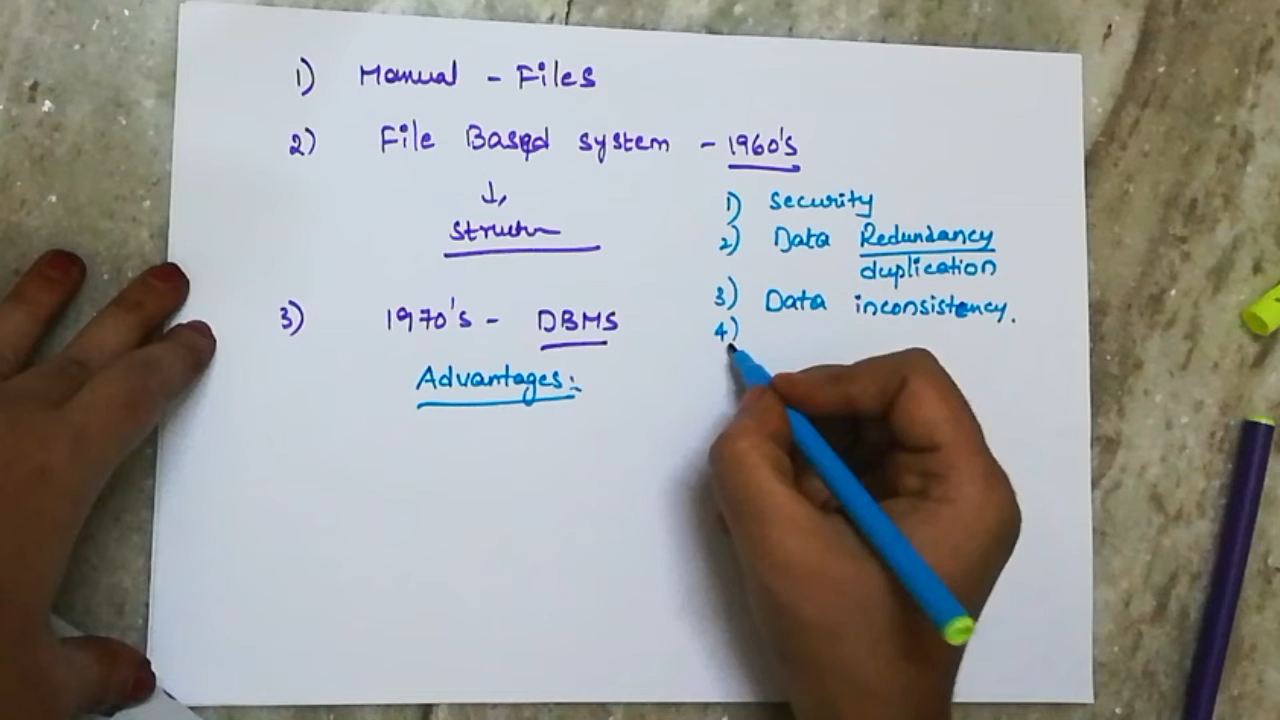 1) Manual - Files
2) File Based system - 1960's
↓
1) Security
2) Data Redundancy
duplication
3) Data inconsistency.
4)
3) 1970's - DBMS
Advantages: